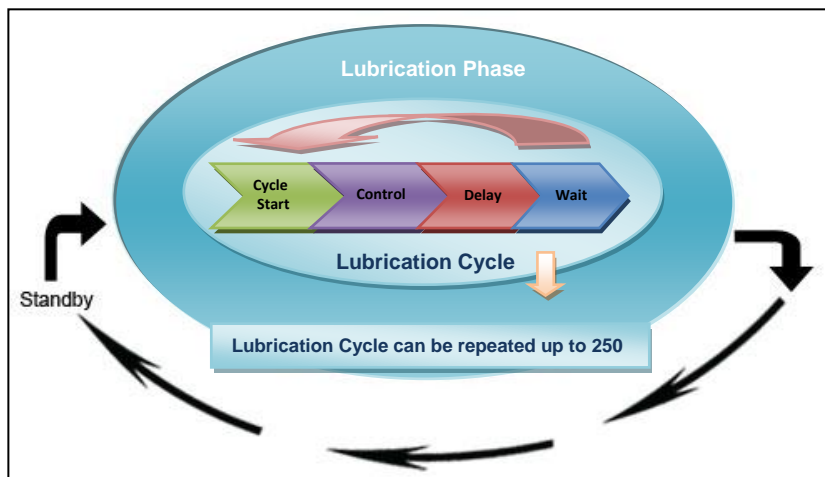 Lubrication Phase
Cycle
Start
Control
Delay
Wait
Lubrication Cycle
Standby
Lubrication Cycle can be repeated up to 250